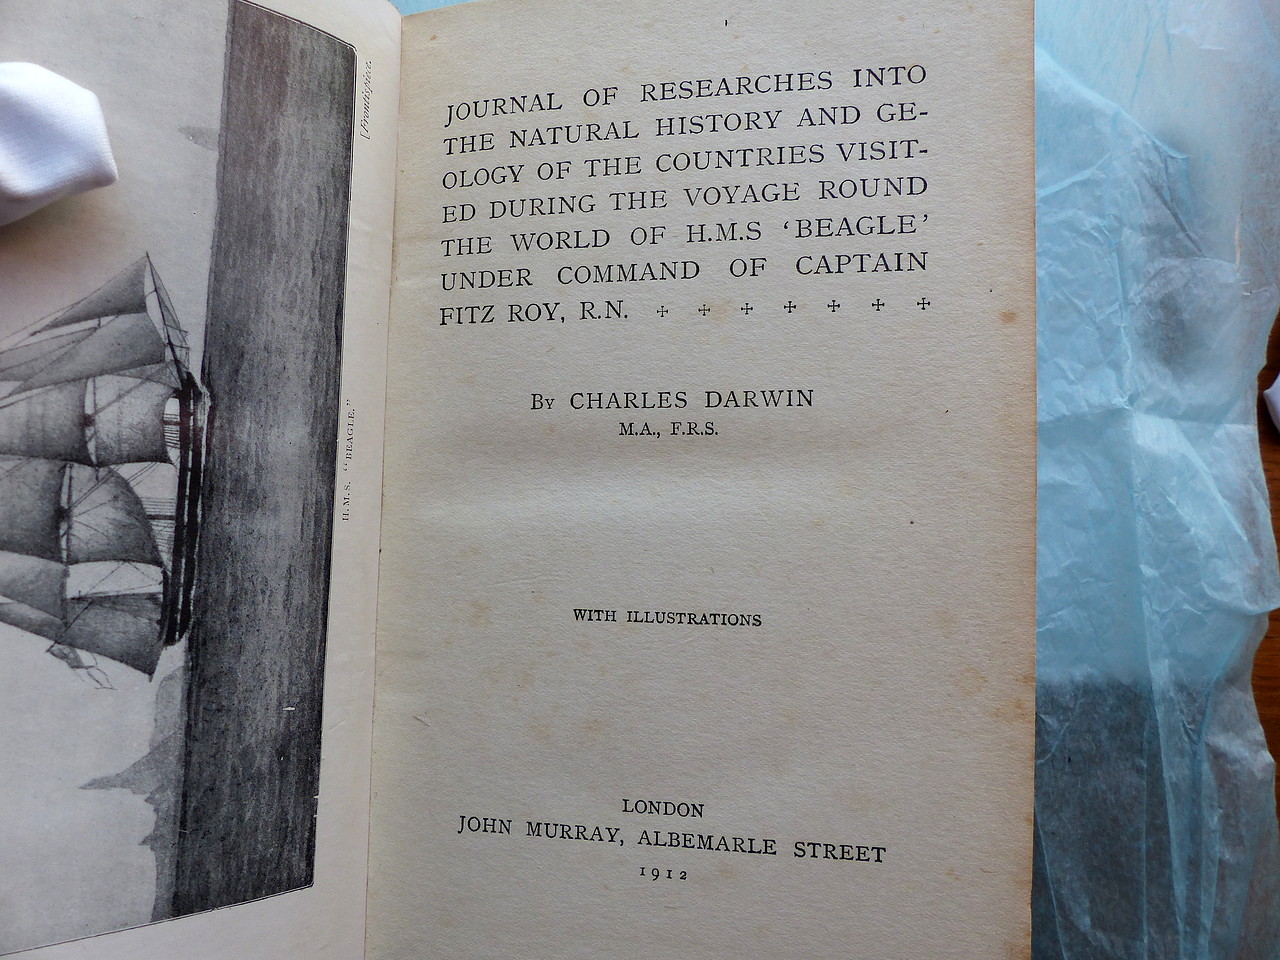 [Frontispiece.
H.M.S. "BEAGLE."
JOURNAL OF RESEARCHES INTO
THE NATURAL HISTORY AND GE-
OLOGY OF THE COUNTRIES VISIT-
ED DURING THE VOYAGE ROUND
THE WORLD OF H.M.S 'BEAGLE'
UNDER COMMAND OF CAPTAIN
FITZ ROY, R.N.
By CHARLES DARWIN
M.A., F.R.S.
WITH ILLUSTRATIONS
LONDON
JOHN MURRAY, ALBEMARLE STREET
1912